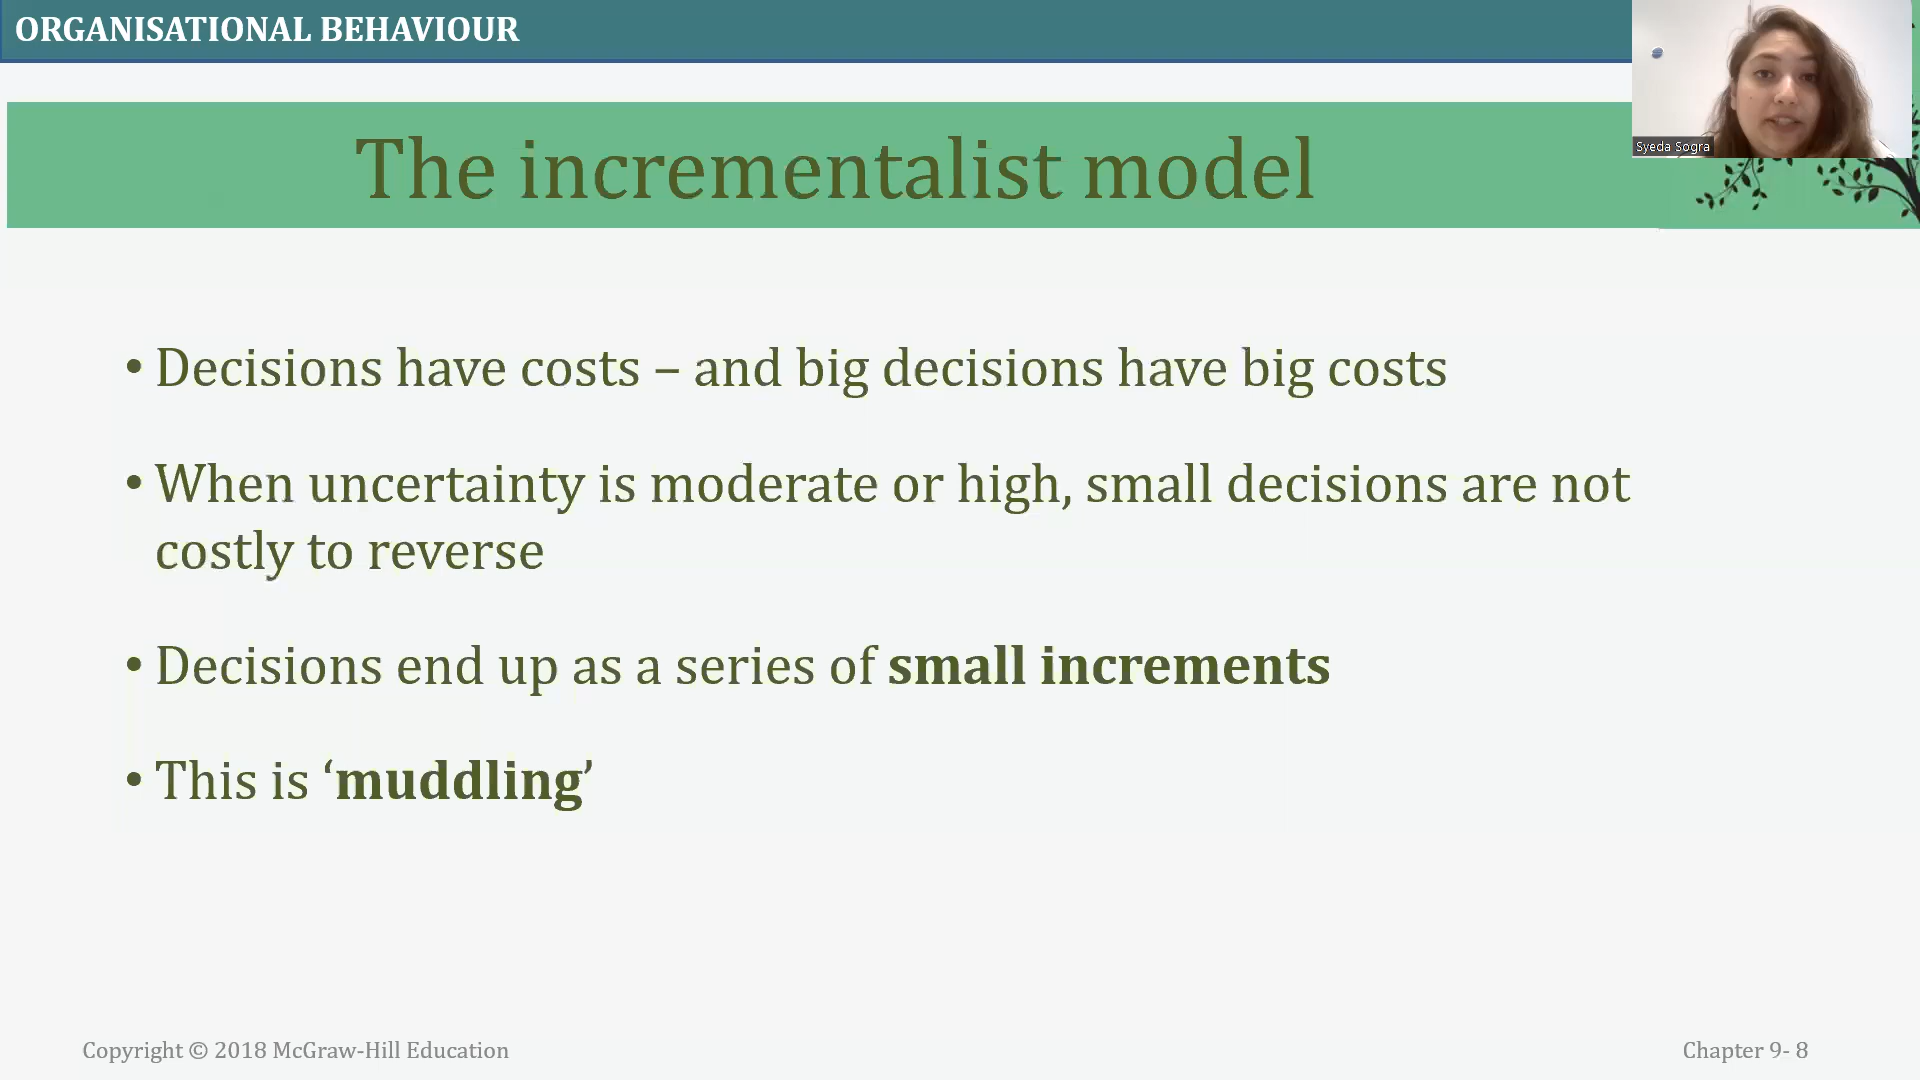 ORGANISATIONAL BEHAVIOUR
Syeda Sogra
The incrementalist model
• Decisions have costs – and big decisions have big costs
• When uncertainty is moderate or high, small decisions are not
costly to reverse
• Decisions end up as a series of small increments
• This is ‘muddling’
Copyright © 2018 McGraw-Hill Education
Chapter 9- 8